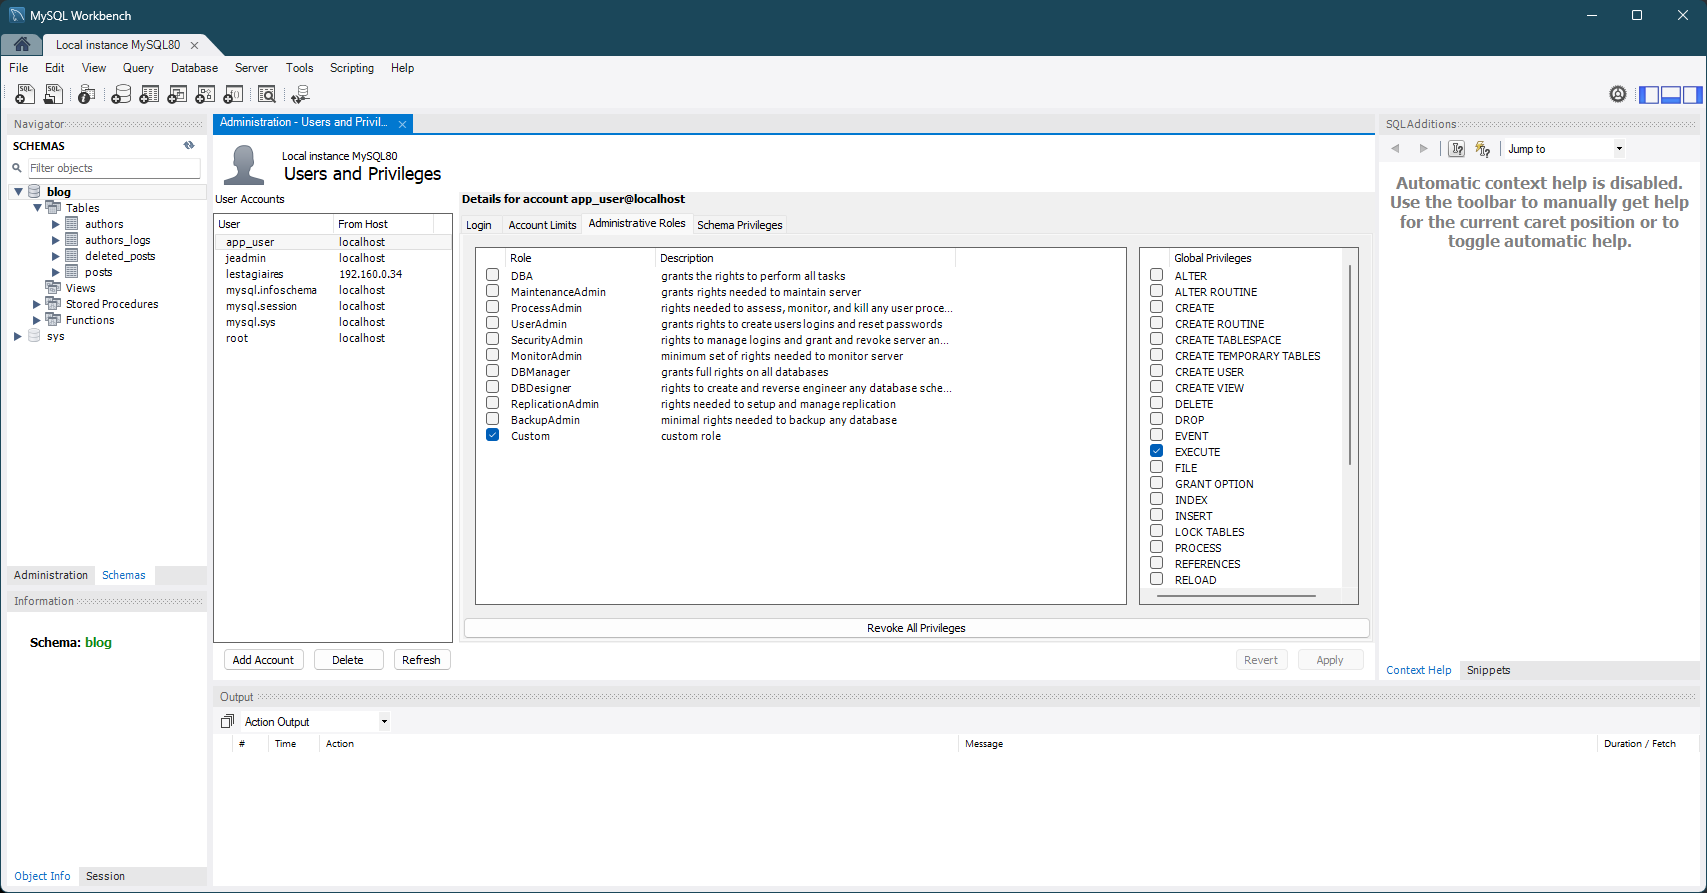 MySQL Workbench
Local instance MySQL80
File Edit View Query Database Server Tools Scripting Help
Navigator
SCHEMAS
Filter objects
blog
Tables
authors
authors_logs
deleted_posts
posts
Views
Stored Procedures
Functions
sys
Administration Schemas
Information
Schema: blog
Object Info Session
Administration - Users and Privil...
Local instance MySQL80
Users and Privileges
User Accounts
User From Host
app_user localhost
jeadmin localhost
lestagiaires 192.160.0.34
mysql.infoschema localhost
mysql.session localhost
mysql.sys localhost
root localhost
Add Account Delete Refresh
Details for account app_user@localhost
Login Account Limits Administrative Roles Schema Privileges
Role Description
DBA grants the rights to perform all tasks
MaintenanceAdmin grants rights needed to maintain server
ProcessAdmin rights needed to assess, monitor, and kill any user proce...
UserAdmin grants rights to create users logins and reset passwords
SecurityAdmin rights to manage logins and grant and revoke server an...
MonitorAdmin minimum set of rights needed to monitor server
DBManager grants full rights on all databases
DBDesigner rights to create and reverse engineer any database sche...
ReplicationAdmin rights needed to setup and manage replication
BackupAdmin minimal rights needed to backup any database
Custom custom role
Global Privileges
ALTER
ALTER ROUTINE
CREATE
CREATE ROUTINE
CREATE TABLESPACE
CREATE TEMPORARY TABLES
CREATE USER
CREATE VIEW
DELETE
DROP
EVENT
EXECUTE
FILE
GRANT OPTION
INDEX
INSERT
LOCK TABLES
PROCESS
REFERENCES
RELOAD
Revoke All Privileges
Revert Apply
SQLAdditions
Jump to
Automatic context help is disabled.
Use the toolbar to manually get help
for the current caret position or to
toggle automatic help.
Context Help Snippets
Output
Action Output
# Time Action Message Duration / Fetch